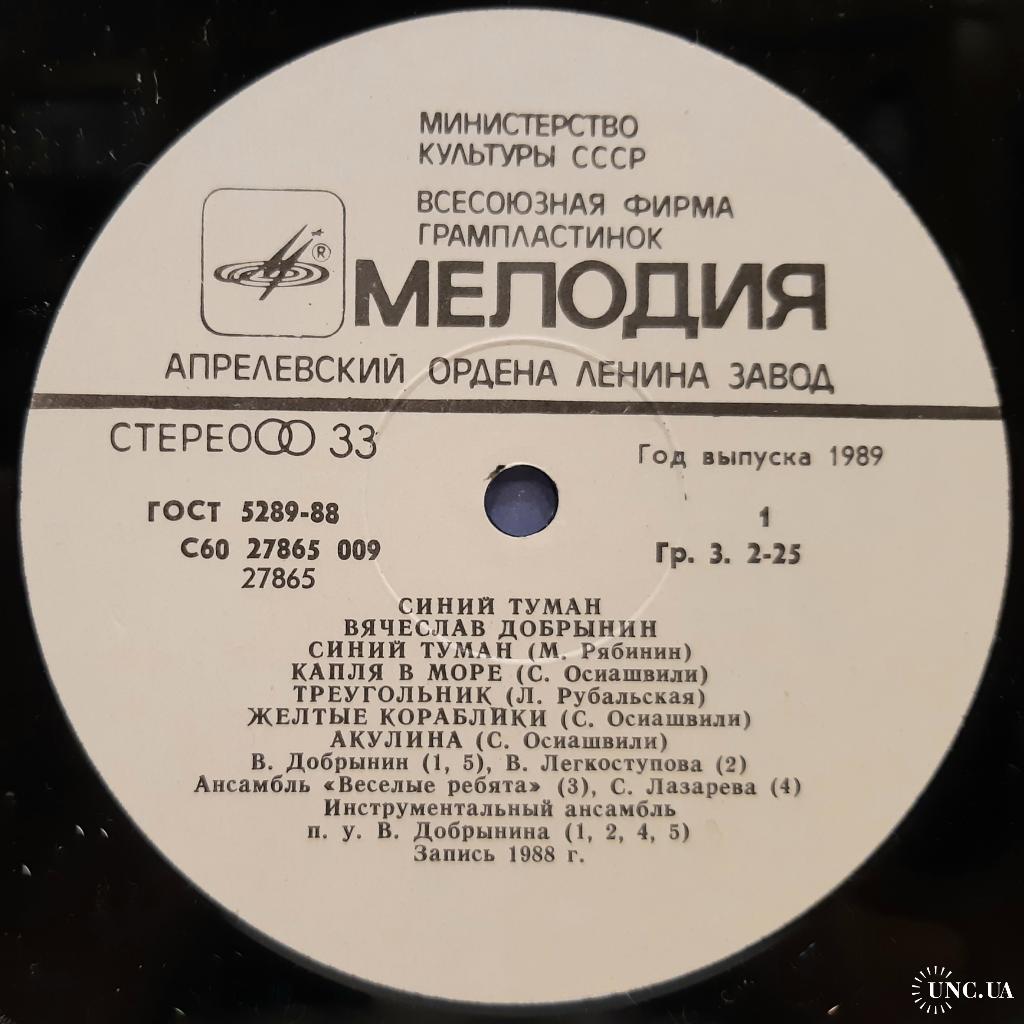 МИНИСТЕРСТВО
КУЛЬТУРЫ СССР
ВСЕСОЮЗНАЯ ФИРМА
ГРАМПЛАСТИНОК
®
МЕЛОДИЯ
АПРЕЛЕВСКИЙ ОРДЕНА ЛЕНИНА ЗАВОД
СТЕРЕО 33
Год выпуска 1989
ГОСТ 5289-88
1
С60 27865 009
Гр. 3. 2-25
27865
СИНИЙ ТУМАН
ВЯЧЕСЛАВ ДОБРЫНИН
СИНИЙ ТУМАН (М. Рябинин)
КАПЛЯ В МОРЕ (С. Осиашвили)
ТРЕУГОЛЬНИК (Л. Рубальская)
ЖЕЛТЫЕ КОРАБЛИКИ (С. Осиашвили)
АКУЛИНА (С. Осиашвили)
В. Добрынин (1, 5), В. Легкоступова (2)
Ансамбль «Веселые ребята» (3), С. Лазарева (4)
Инструментальный ансамбль
п. у. В. Добрынина (1, 2, 4, 5)
Запись 1988 г.
UNC.UA